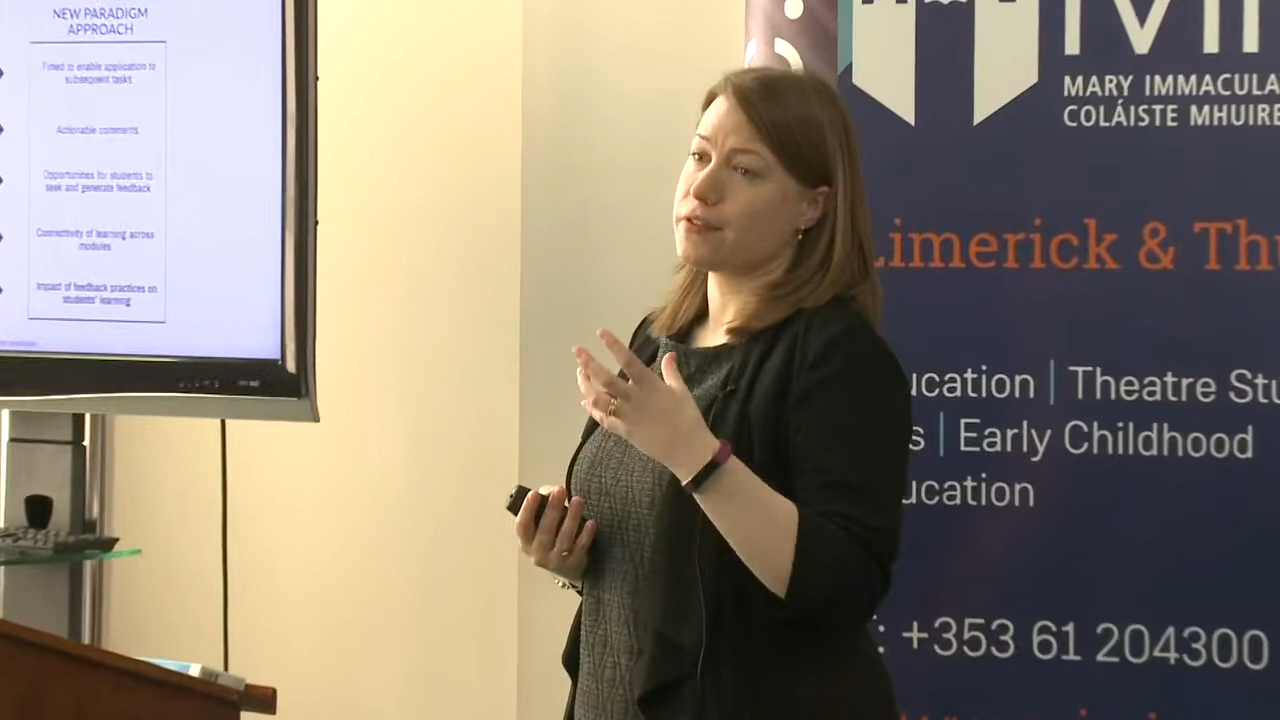 NEW PARADIGM
APPROACH
Timed to enable application to
subsequent tasks
Actionable comments
Opportunities for students to
seek and generate feedback
Connectivity of learning across
modules
Impact of feedback practices on
students' learning
MI
MARY IMMACULA
COLÁISTE MHUIRE
Limerick & Thu
ucation | Theatre Stu
s | Early Childhood
ucation
: +353 61 204300